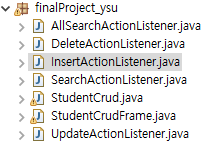 finalProject_ysu
AllSearchActionListener.java
DeleteActionListener.java
InsertActionListener.java
SearchActionListener.java
StudentCrud.java
StudentCrudFrame.java
UpdateActionListener.java